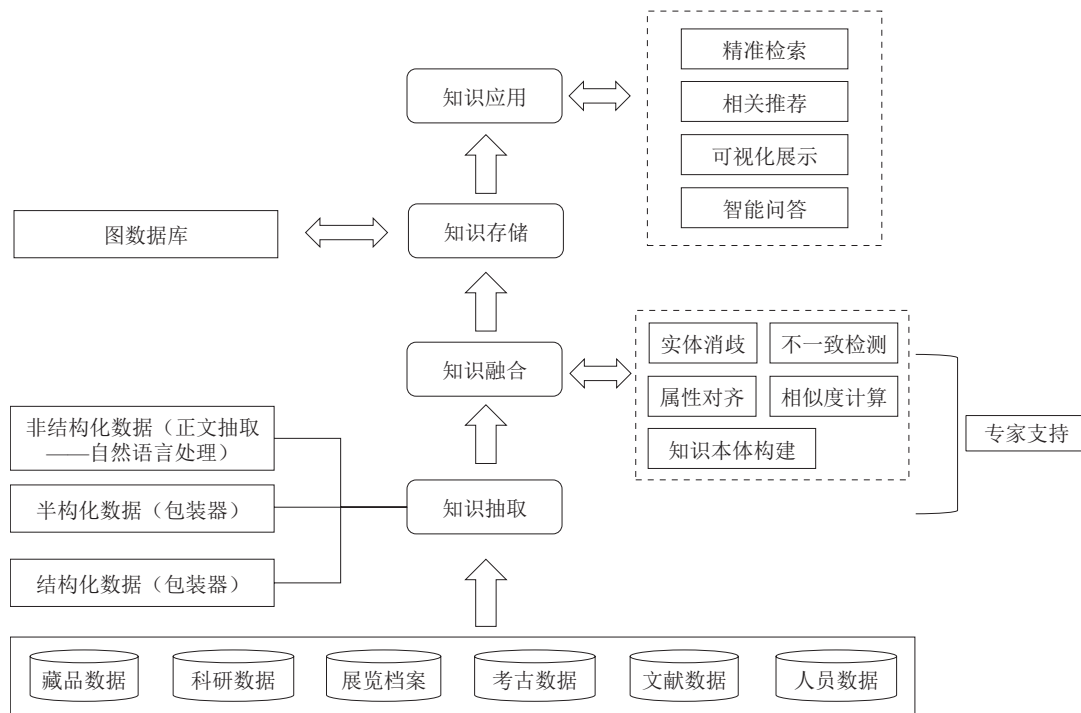 精准检索
知识应用
相关推荐
可视化展示
智能问答
图数据库
知识存储
实体消歧
不一致检测
知识融合
属性对齐
相似度计算
非结构化数据（正文抽取
——自然语言处理）
专家支持
知识本体构建
半构化数据（包装器）
知识抽取
结构化数据（包装器）
藏品数据
科研数据
展览档案
考古数据
文献数据
人员数据